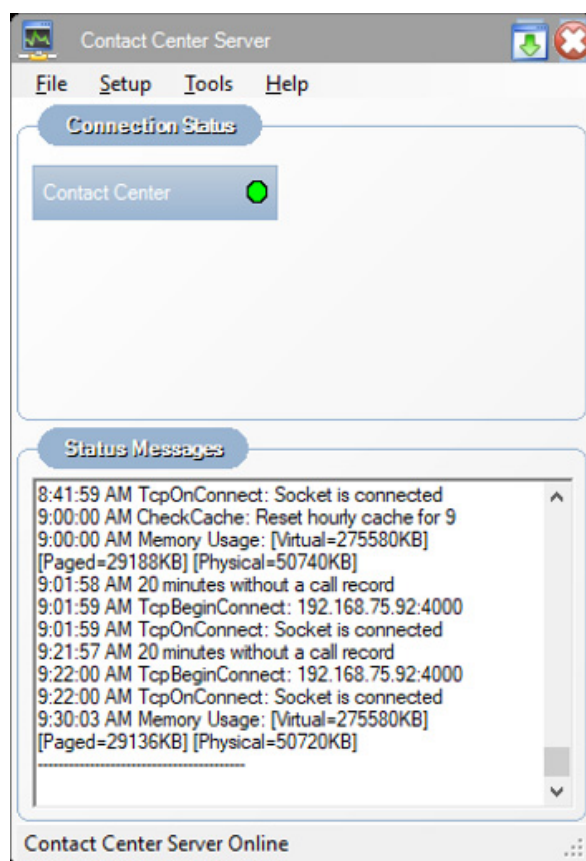 Contact Center Server
File Setup Tools Help
Connection Status
Contact Center
Status Messages
8:41:59 AM TcpOnConnect: Socket is connected
9:00:00 AM CheckCache: Reset hourly cache for 9
9:00:00 AM Memory Usage: [Virtual=275580KB]
[Paged=29188KB] [Physical=50740KB]
9:01:58 AM 20 minutes without a call record
9:01:59 AM TcpBeginConnect: 192.168.75.92:4000
9:01:59 AM TcpOnConnect: Socket is connected
9:21:57 AM 20 minutes without a call record
9:22:00 AM TcpBeginConnect: 192.168.75.92:4000
9:22:00 AM TcpOnConnect: Socket is connected
9:30:03 AM Memory Usage: [Virtual=275580KB]
[Paged=29136KB] [Physical=50720KB]
----------------------------------------
Contact Center Server Online